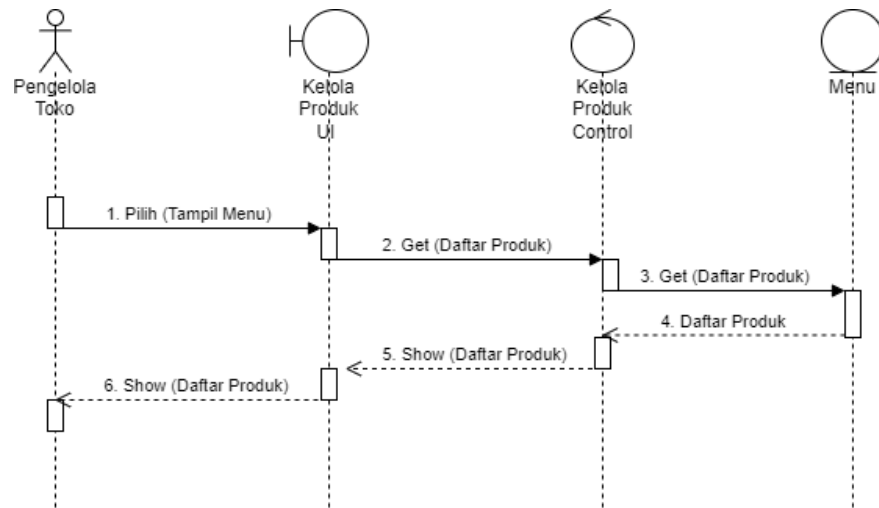 Pengelola
Toko
Kelola
Produk
UI
Kelola
Produk
Control
Menu
1. Pilih (Tampil Menu)
2. Get (Daftar Produk)
3. Get (Daftar Produk)
4. Daftar Produk
5. Show (Daftar Produk)
6. Show (Daftar Produk)